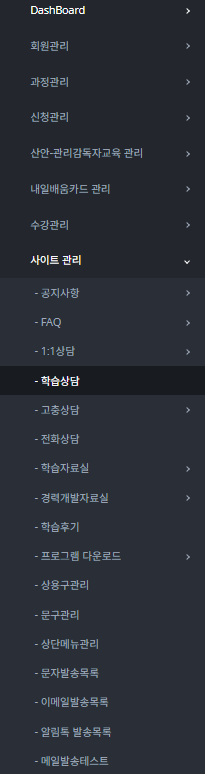 DashBoard
회원관리
과정관리
신청관리
산안-관리감독자교육 관리
내일배움카드 관리
수강관리
사이트 관리
- 공지사항
- FAQ
- 1:1상담
- 학습상담
- 고충상담
- 전화상담
- 학습자료실
- 경력개발자료실
- 학습후기
- 프로그램 다운로드
- 상용구관리
- 문구관리
- 상단메뉴관리
- 문자발송목록
- 이메일발송목록
- 알림톡 발송목록
- 메일발송테스트